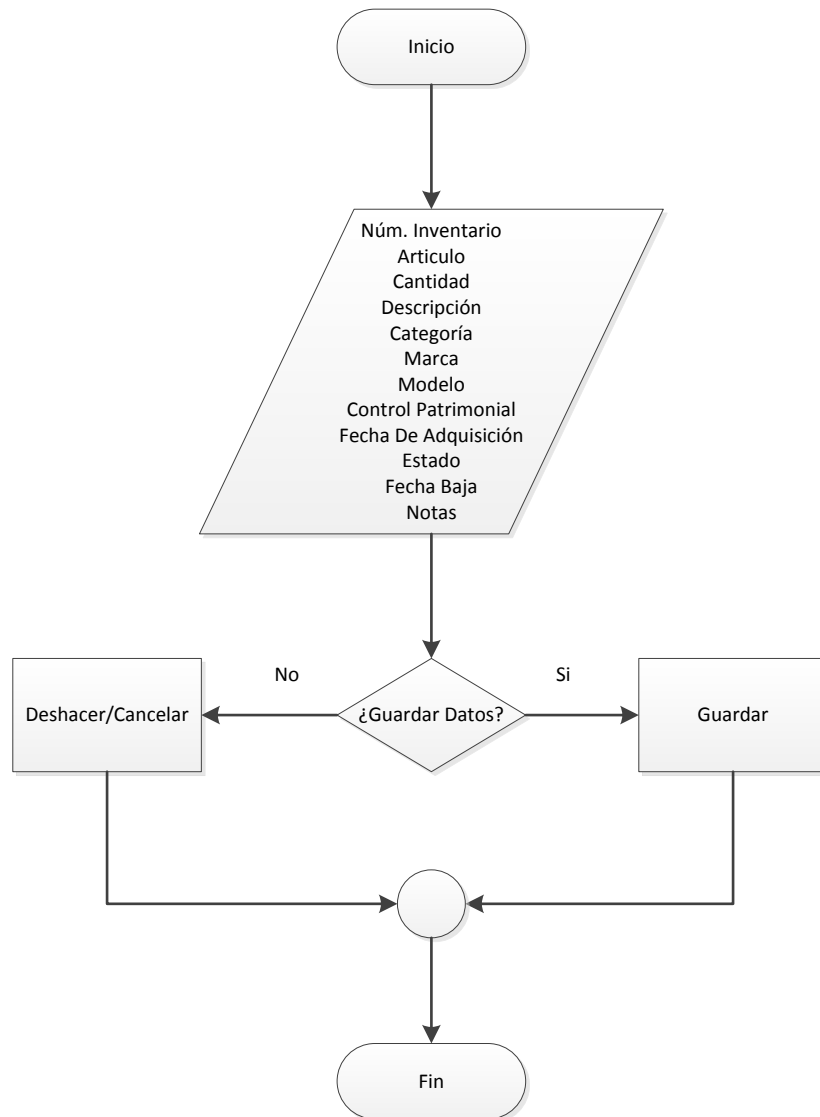 Inicio
Núm. Inventario
Articulo
Cantidad
Descripción
Categoría
Marca
Modelo
Control Patrimonial
Fecha De Adquisición
Estado
Fecha Baja
Notas
No
Si
Deshacer/Cancelar
¿Guardar Datos?
Guardar
Fin